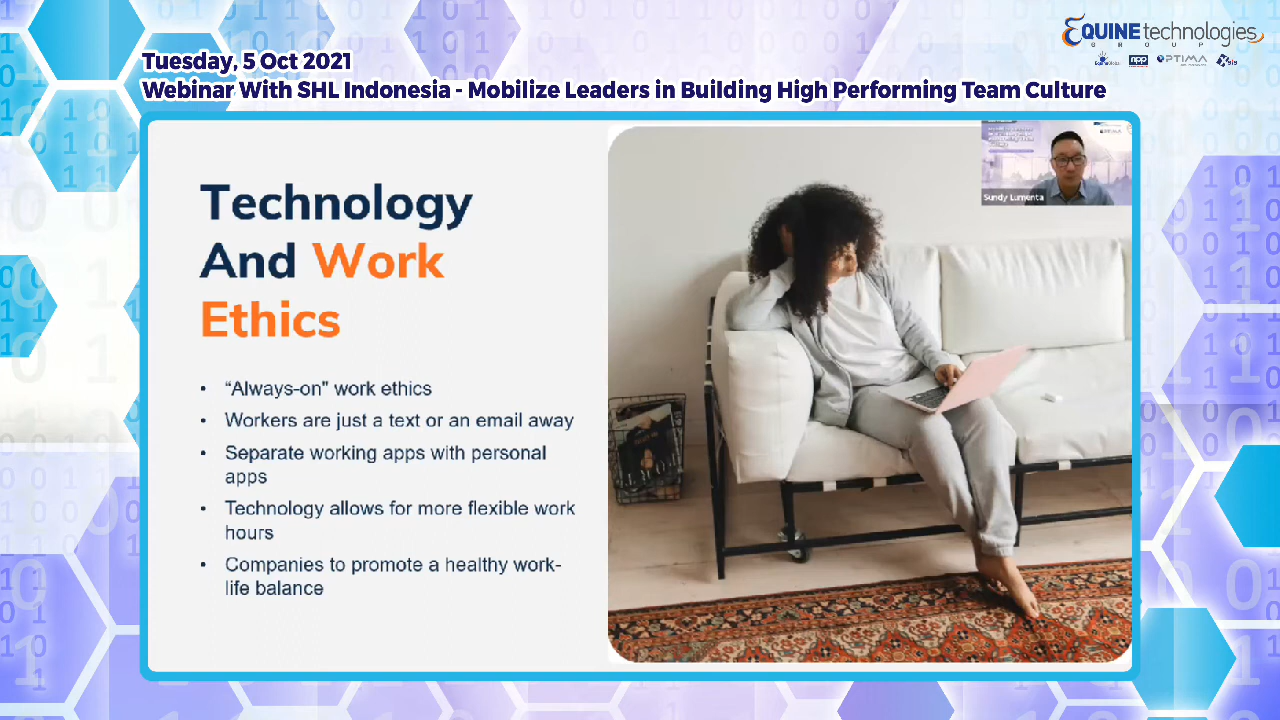 EQUINE technologies
GROUP
OPTIMA
Tuesday, 5 Oct 2021
Webinar With SHL Indonesia - Mobilize Leaders in Building High Performing Team Culture
Sundy Lumenta
Technology
And Work
Ethics
• “Always-on" work ethics
• Workers are just a text or an email away
• Separate working apps with personal
apps
• Technology allows for more flexible work
hours
• Companies to promote a healthy work-
life balance